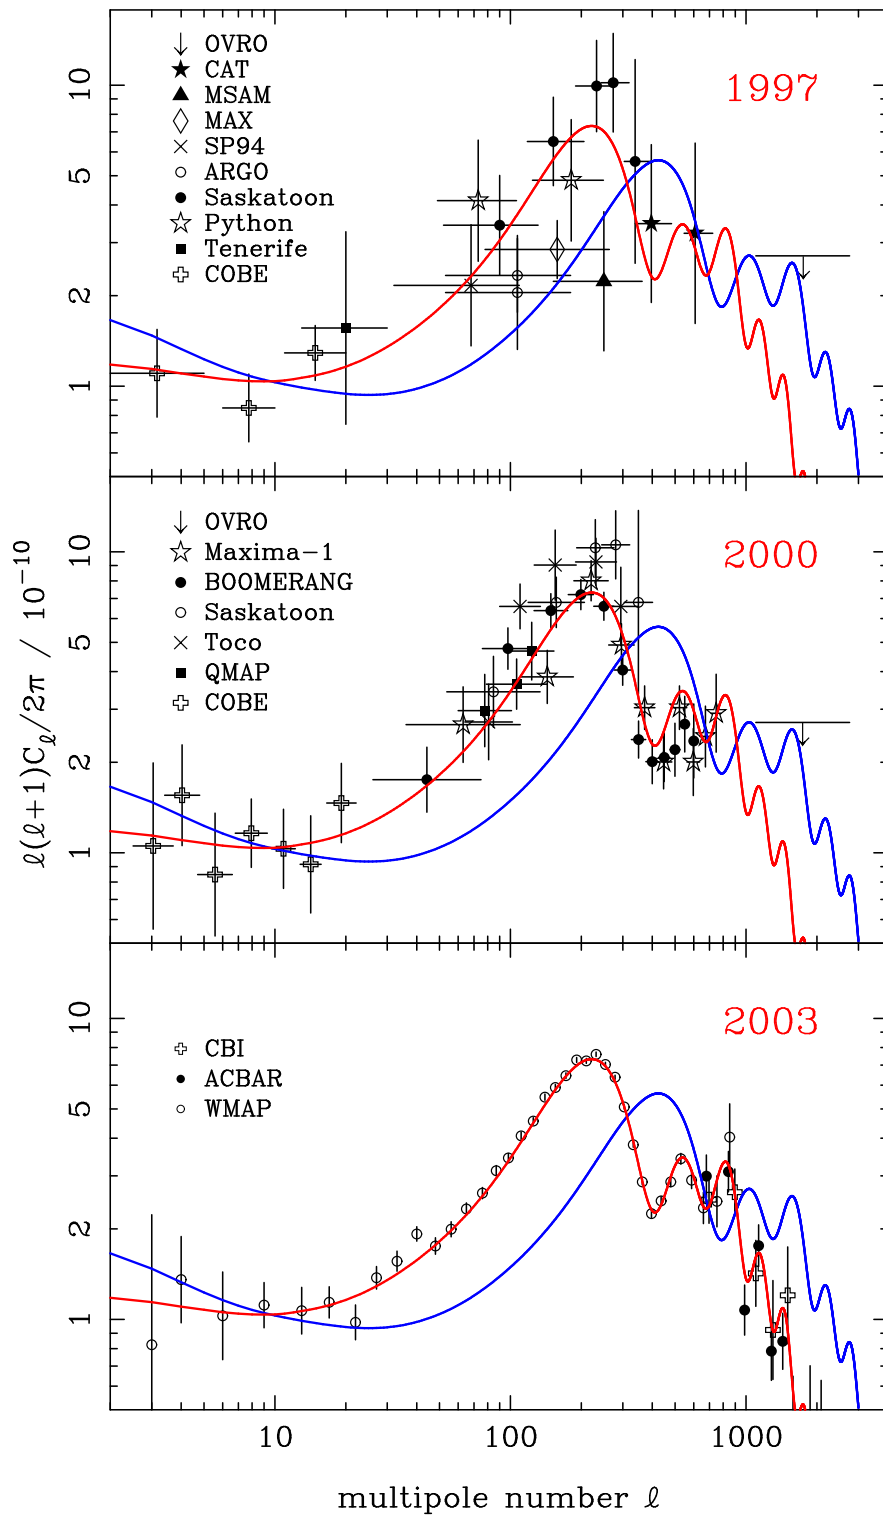 1997
OVRO
CAT
MSAM
MAX
SP94
ARGO
Saskatoon
Python
Tenerife
COBE
10
5
2
1
2000
OVRO
Maxima-1
BOOMERANG
Saskatoon
Toco
QMAP
COBE
10
5
2
1
ℓ(ℓ+1)Cℓ/2π / 10⁻¹⁰
2003
CBI
ACBAR
WMAP
10
5
2
1
10 100 1000
multipole number ℓ